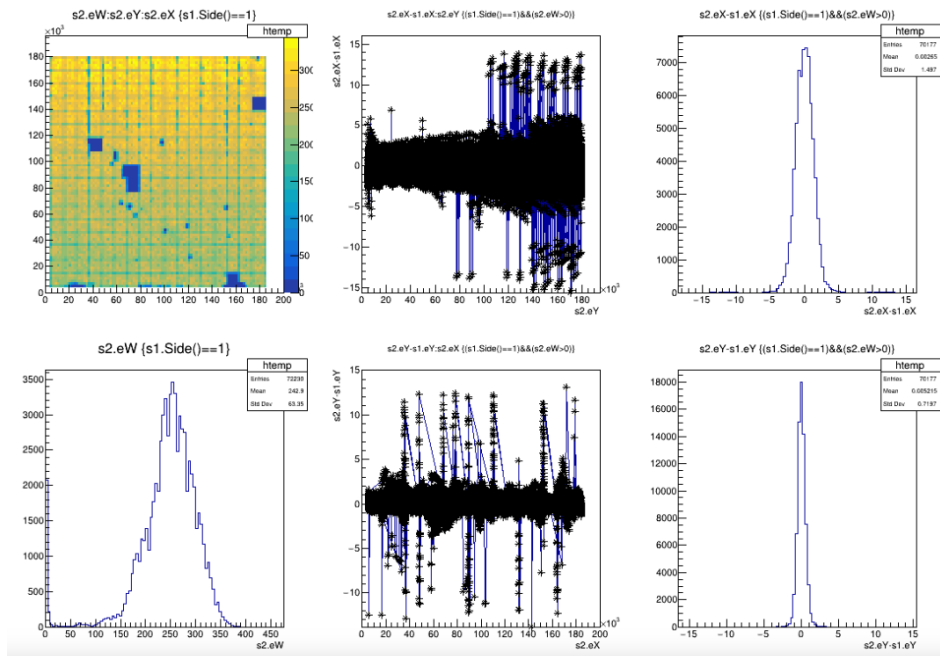 s2.eW:s2.eY:s2.eX {s1.Side()==1}
×10³
htemp
180
160
140
120
100
80
60
40
20
0
0 20 40 60 80 100 120 140 160 180 200
300
250
200
150
100
50
s2.eX-s1.eX:s2.eY {(s1.Side()==1)&&(s2.eW>0)}
s2.eX-s1.eX
15
10
5
0
−5
−10
−15
0 20 40 60 80 100 120 140 160 180 200
×10³
s2.eY
s2.eX-s1.eX {(s1.Side()==1)&&(s2.eW>0)}
htemp
Entries 70177
Mean 0.00265
Std Dev 1.487
7000
6000
5000
4000
3000
2000
1000
0
−15 −10 −5 0 5 10 15
s2.eX-s1.eX
s2.eW {s1.Side()==1}
htemp
Entries 72230
Mean 242.9
Std Dev 63.35
3500
3000
2500
2000
1500
1000
500
0
0 50 100 150 200 250 300 350 400 450
s2.eW
s2.eY-s1.eY:s2.eX {(s1.Side()==1)&&(s2.eW>0)}
s2.eY-s1.eY
15
10
5
0
−5
−10
0 20 40 60 80 100 120 140 160 180 200
×10³
s2.eX
s2.eY-s1.eY {(s1.Side()==1)&&(s2.eW>0)}
htemp
Entries 70177
Mean 0.005215
Std Dev 0.7197
18000
16000
14000
12000
10000
8000
6000
4000
2000
0
−15 −10 −5 0 5 10 15
s2.eY-s1.eY